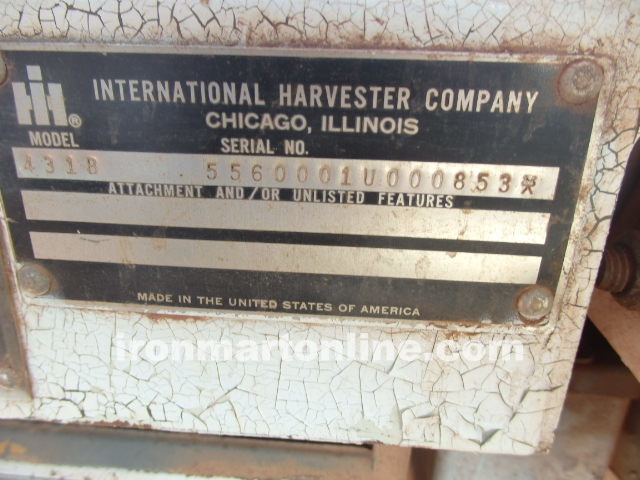 IH®
INTERNATIONAL HARVESTER COMPANY
CHICAGO, ILLINOIS
MODEL SERIAL NO.
4318 5560001U000853*
ATTACHMENT AND/OR UNLISTED FEATURES
MADE IN THE UNITED STATES OF AMERICA
ironmartonline.com